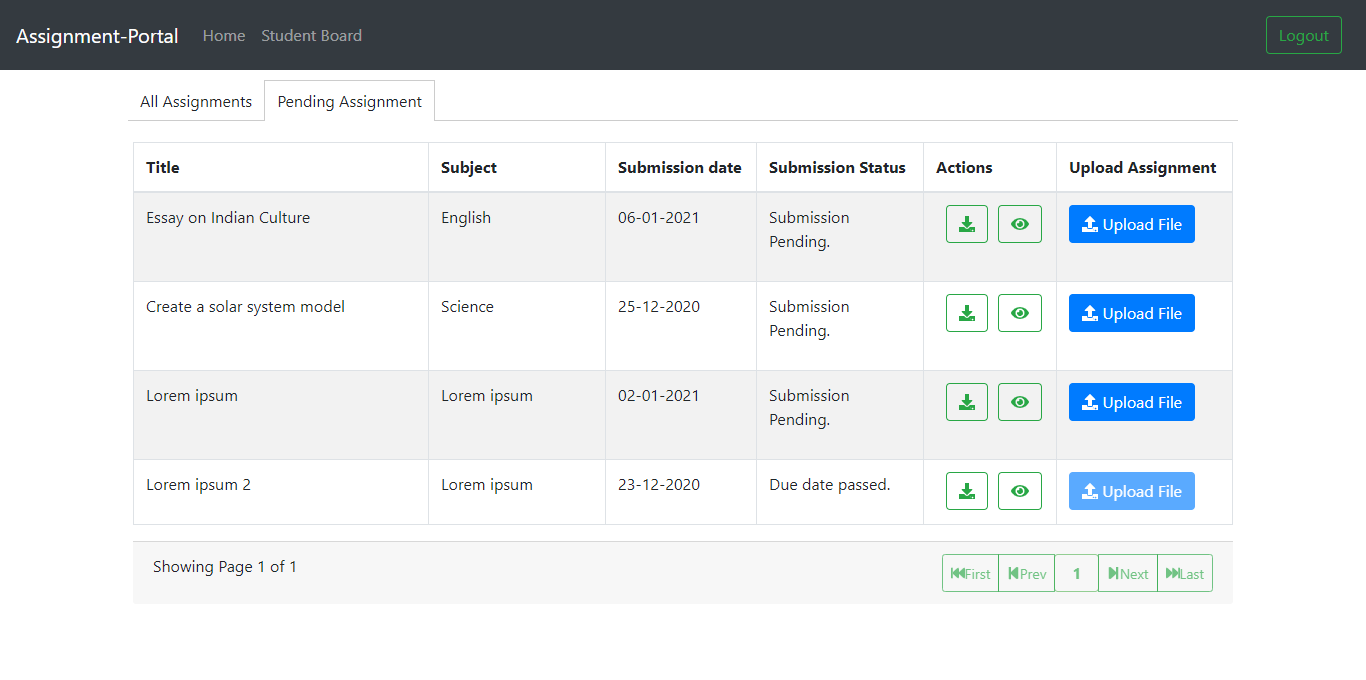 Assignment-Portal Home Student Board Logout
All Assignments Pending Assignment
Title Subject Submission date Submission Status Actions Upload Assignment
Essay on Indian Culture English 06-01-2021 Submission Upload File
Pending.
Create a solar system model Science 25-12-2020 Submission Upload File
Pending.
Lorem ipsum Lorem ipsum 02-01-2021 Submission Upload File
Pending.
Lorem ipsum 2 Lorem ipsum 23-12-2020 Due date passed. Upload File
Showing Page 1 of 1 First Prev 1 Next Last